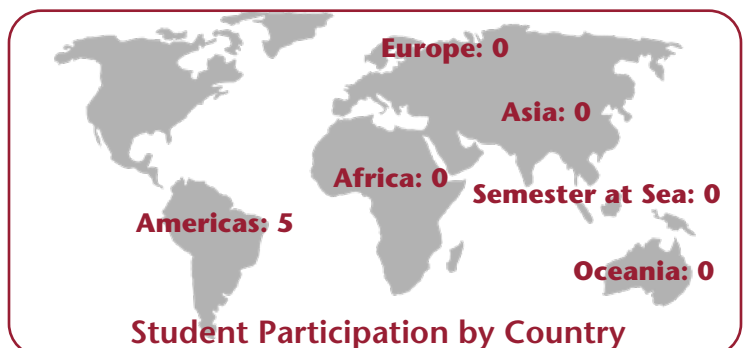 Europe: 0
Asia: 0
Africa: 0
Semester at Sea: 0
Americas: 5
Oceania: 0
Student Participation by Country